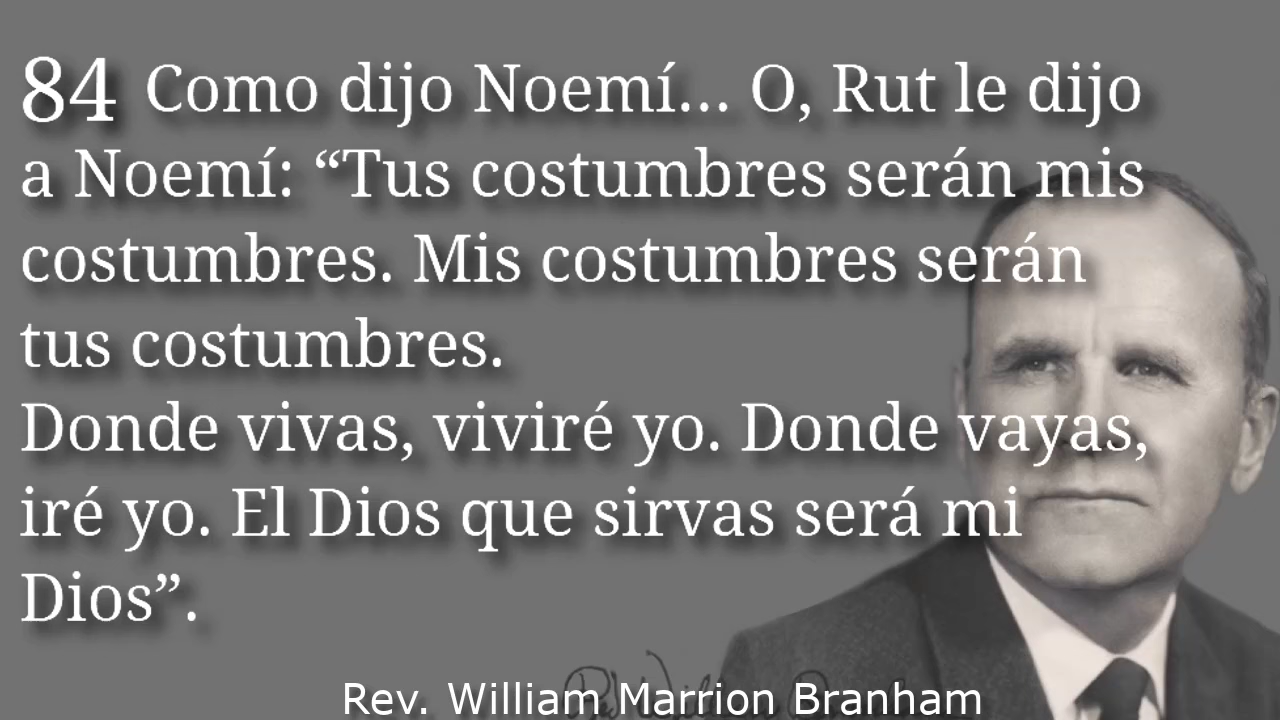 84 Como dijo Noemí... O, Rut le dijo
a Noemí: “Tus costumbres serán mis
costumbres. Mis costumbres serán
tus costumbres.
Donde vivas, viviré yo. Donde vayas,
iré yo. El Dios que sirvas será mi
Dios”.
Rev. William Marrion Branham